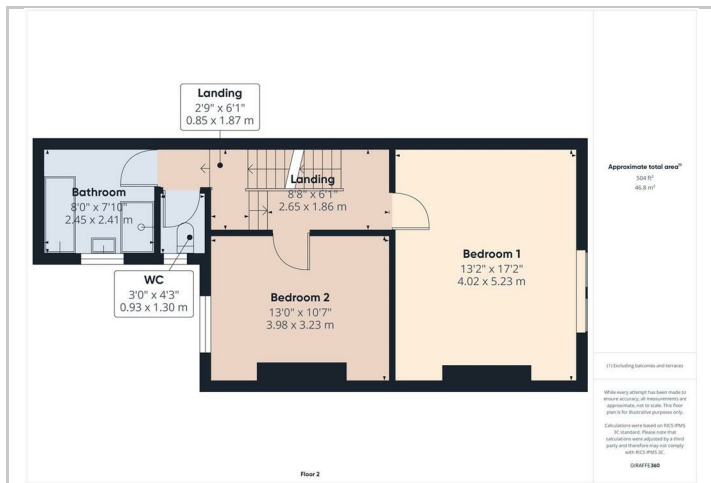 Landing
2'9" x 6'1"
0.85 x 1.87 m
Landing
8'8" x 6'1"
2.65 x 1.86 m
Bathroom
8'0" x 7'10"
2.45 x 2.41 m
WC
3'0" x 4'3"
0.93 x 1.30 m
Bedroom 2
13'0" x 10'7"
3.98 x 3.23 m
Bedroom 1
13'2" x 17'2"
4.02 x 5.23 m
Floor 2
Approximate total area(1)
504 ft²
46.8 m²
(1) Excluding balconies and terraces
While every attempt has been made to
ensure accuracy, all measurements are
approximate, not to scale. This floor
plan is for illustrative purposes only.
Calculations were based on RICS IPMS
3C standard. Please note that
calculations were adjusted by a third
party and therefore may not comply
with RICS IPMS 3C.
GIRAFFE360